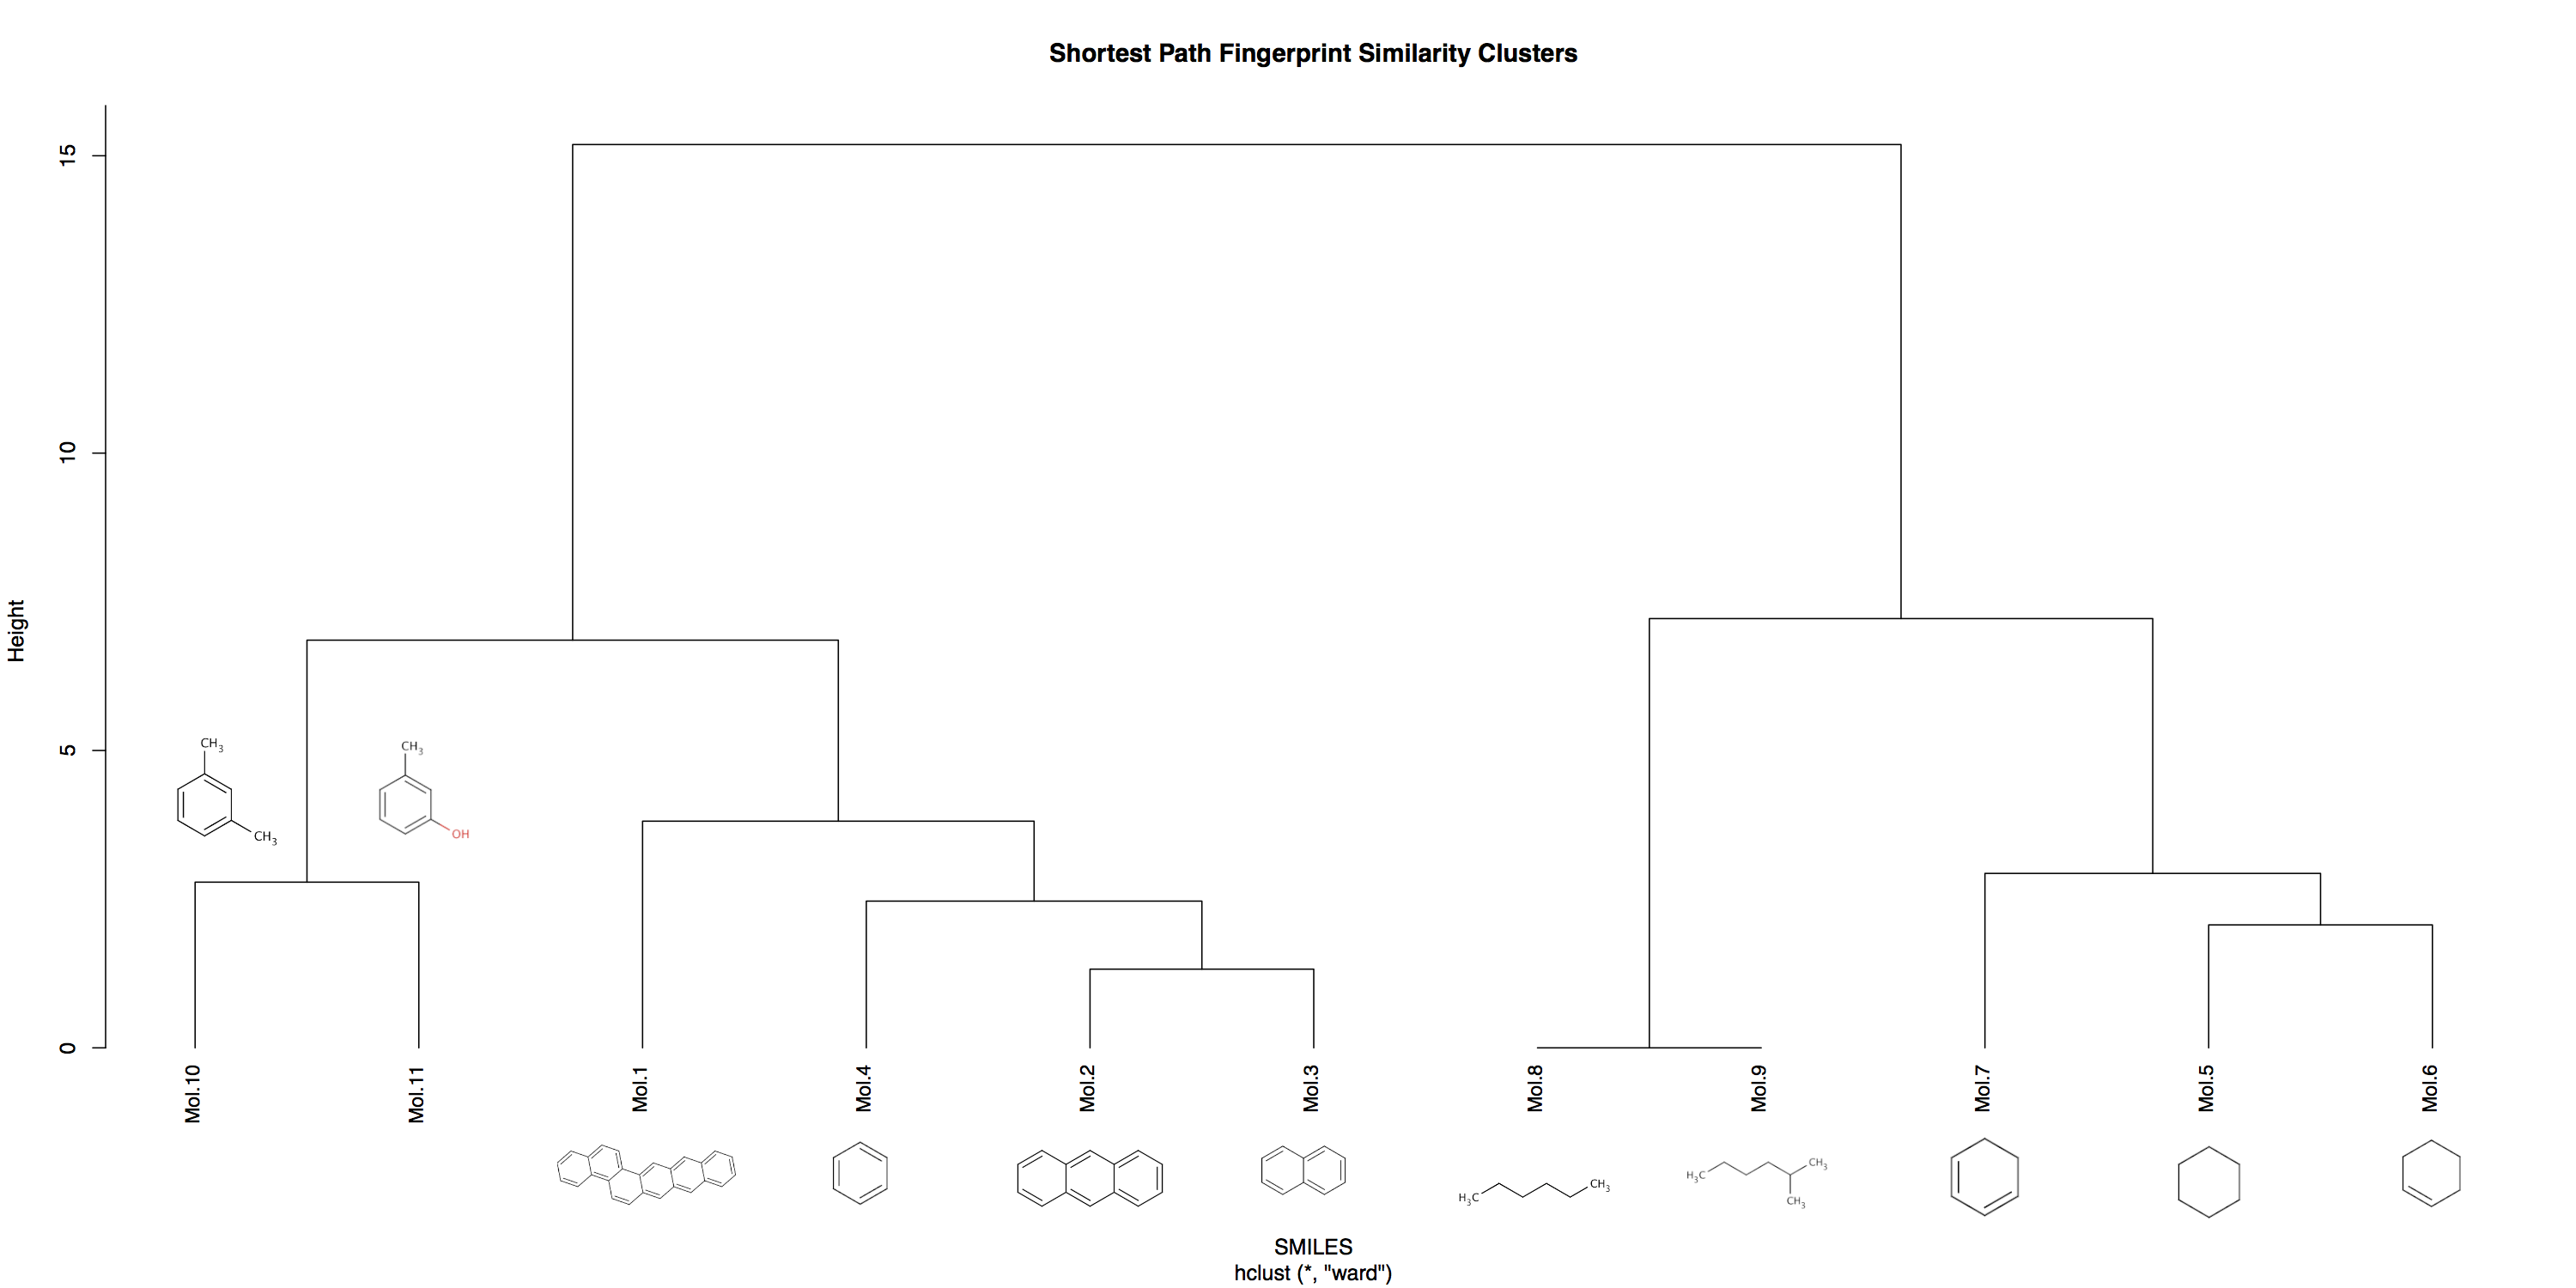 Shortest Path Fingerprint Similarity Clusters
15
10
5
0
Height
CH3
CH3
CH3
OH
Mol.10
Mol.11
Mol.1
Mol.4
Mol.2
Mol.3
Mol.8
Mol.9
Mol.7
Mol.5
Mol.6
H3C
CH3
H3C
CH3
CH3
SMILES
hclust (*, "ward")